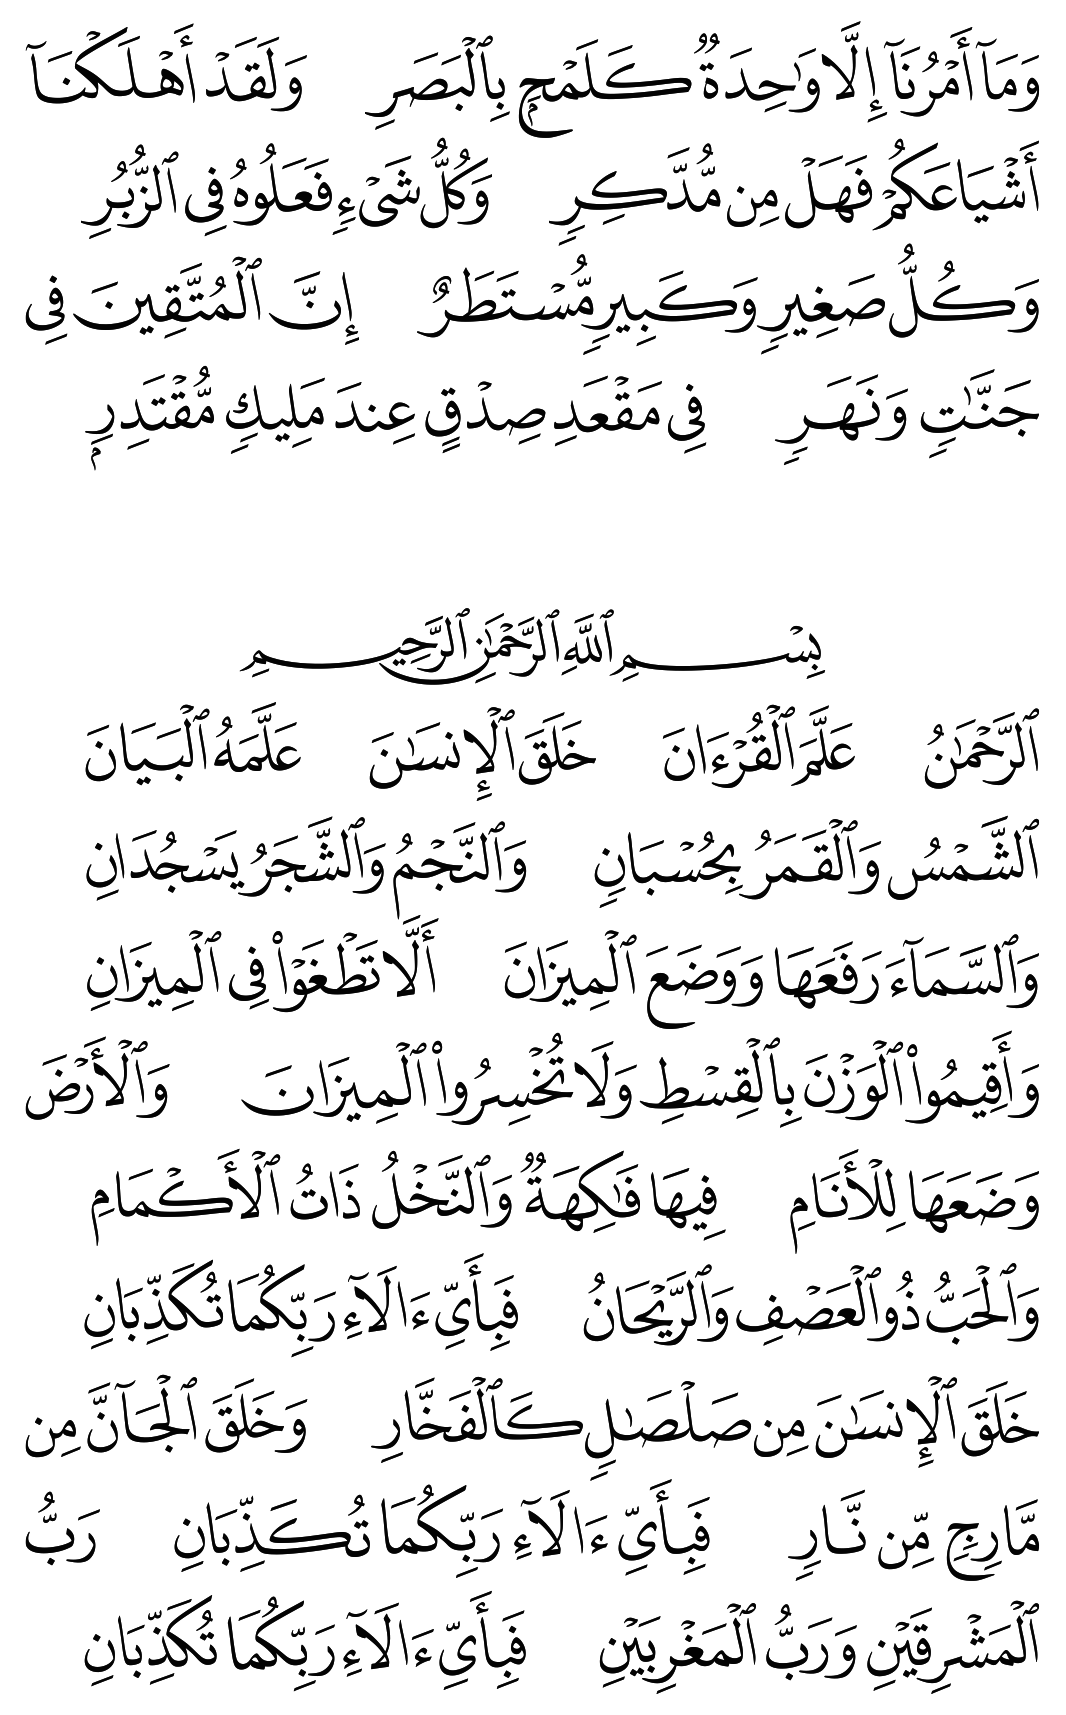 وَمَآ أَمْرُنَآ إِلَّا وَٰحِدَةٌ كَلَمْحٍۭ بِٱلْبَصَرِ وَلَقَدْ أَهْلَكْنَآ
أَشْيَاعَكُمْ فَهَلْ مِن مُّدَّكِرٍ وَكُلُّ شَىْءٍ فَعَلُوهُ فِى ٱلزُّبُرِ
وَكُلُّ صَغِيرٍ وَكَبِيرٍ مُّسْتَطَرٌ إِنَّ ٱلْمُتَّقِينَ فِى
جَنَّٰتٍ وَنَهَرٍ فِى مَقْعَدِ صِدْقٍ عِندَ مَلِيكٍ مُّقْتَدِرٍۭ
بِسْمِ ٱللَّهِ ٱلرَّحْمَٰنِ ٱلرَّحِيمِ
ٱلرَّحْمَٰنُ عَلَّمَ ٱلْقُرْءَانَ خَلَقَ ٱلْإِنسَٰنَ عَلَّمَهُ ٱلْبَيَانَ
ٱلشَّمْسُ وَٱلْقَمَرُ بِحُسْبَانٍ وَٱلنَّجْمُ وَٱلشَّجَرُ يَسْجُدَانِ
وَٱلسَّمَآءَ رَفَعَهَا وَوَضَعَ ٱلْمِيزَانَ أَلَّا تَطْغَوْا۟ فِى ٱلْمِيزَانِ
وَأَقِيمُوا۟ ٱلْوَزْنَ بِٱلْقِسْطِ وَلَا تُخْسِرُوا۟ ٱلْمِيزَانَ وَٱلْأَرْضَ
وَضَعَهَا لِلْأَنَامِ فِيهَا فَٰكِهَةٌ وَٱلنَّخْلُ ذَاتُ ٱلْأَكْمَامِ
وَٱلْحَبُّ ذُو ٱلْعَصْفِ وَٱلرَّيْحَانُ فَبِأَىِّ ءَالَآءِ رَبِّكُمَا تُكَذِّبَانِ
خَلَقَ ٱلْإِنسَٰنَ مِن صَلْصَٰلٍ كَٱلْفَخَّارِ وَخَلَقَ ٱلْجَآنَّ مِن
مَّارِجٍ مِّن نَّارٍ فَبِأَىِّ ءَالَآءِ رَبِّكُمَا تُكَذِّبَانِ رَبُّ
ٱلْمَشْرِقَيْنِ وَرَبُّ ٱلْمَغْرِبَيْنِ فَبِأَىِّ ءَالَآءِ رَبِّكُمَا تُكَذِّبَانِ